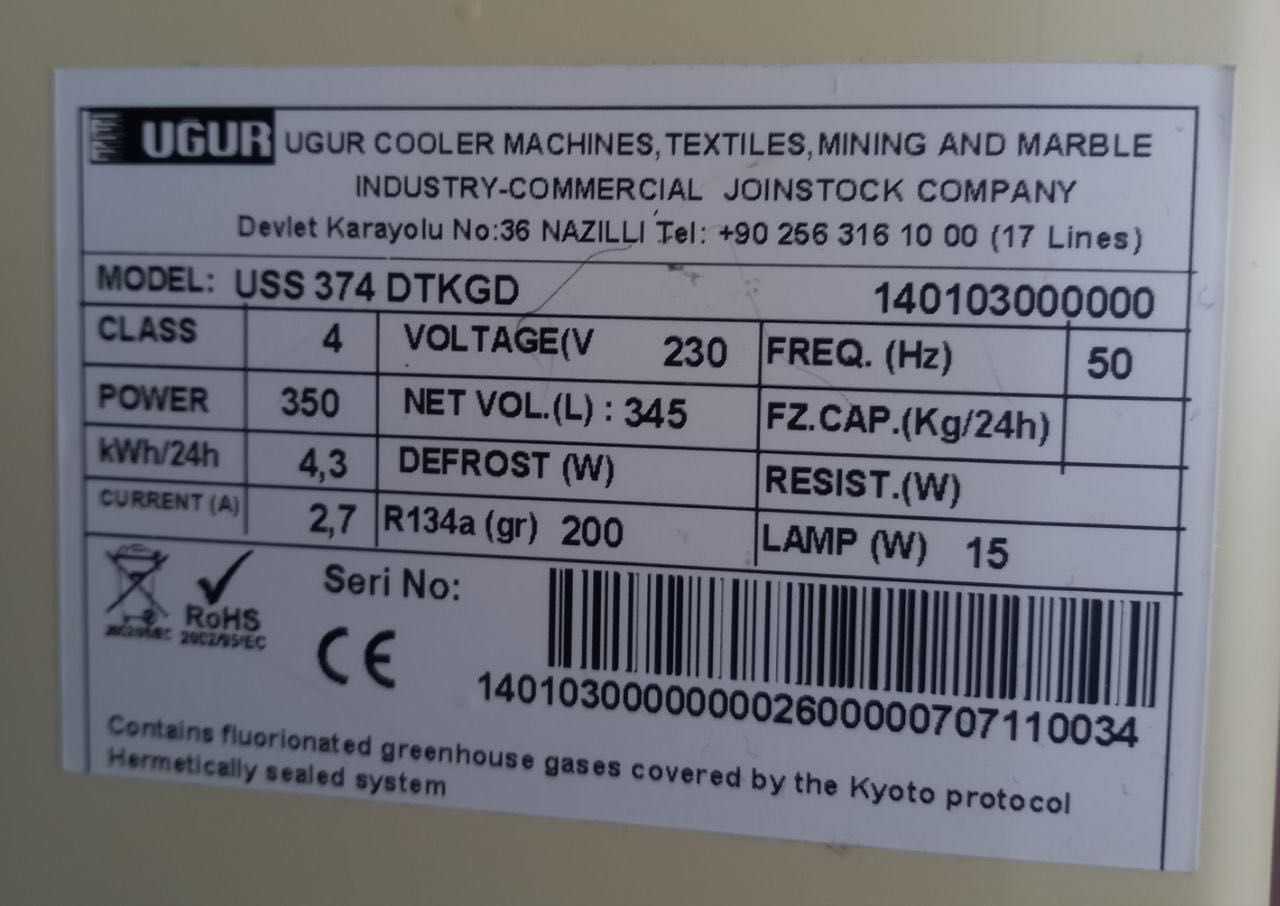 UĞUR UGUR COOLER MACHINES,TEXTILES,MINING AND MARBLE
INDUSTRY-COMMERCIAL JOINSTOCK COMPANY
Devlet Karayolu No:36 NAZILLI Tel: +90 256 316 10 00 (17 Lines)
MODEL: USS 374 DTKGD 140103000000
CLASS 4 VOLTAGE(V 230 FREQ. (Hz) 50
POWER 350 NET VOL.(L) : 345 FZ.CAP.(Kg/24h)
kWh/24h 4,3 DEFROST (W) RESIST.(W)
CURRENT (A) 2,7 R134a (gr) 200 LAMP (W) 15
Seri No:
RoHS
2002/95/EC
CE
1401030000000026000000707110034
Contains fluorionated greenhouse gases covered by the Kyoto protocol
Hermetically sealed system